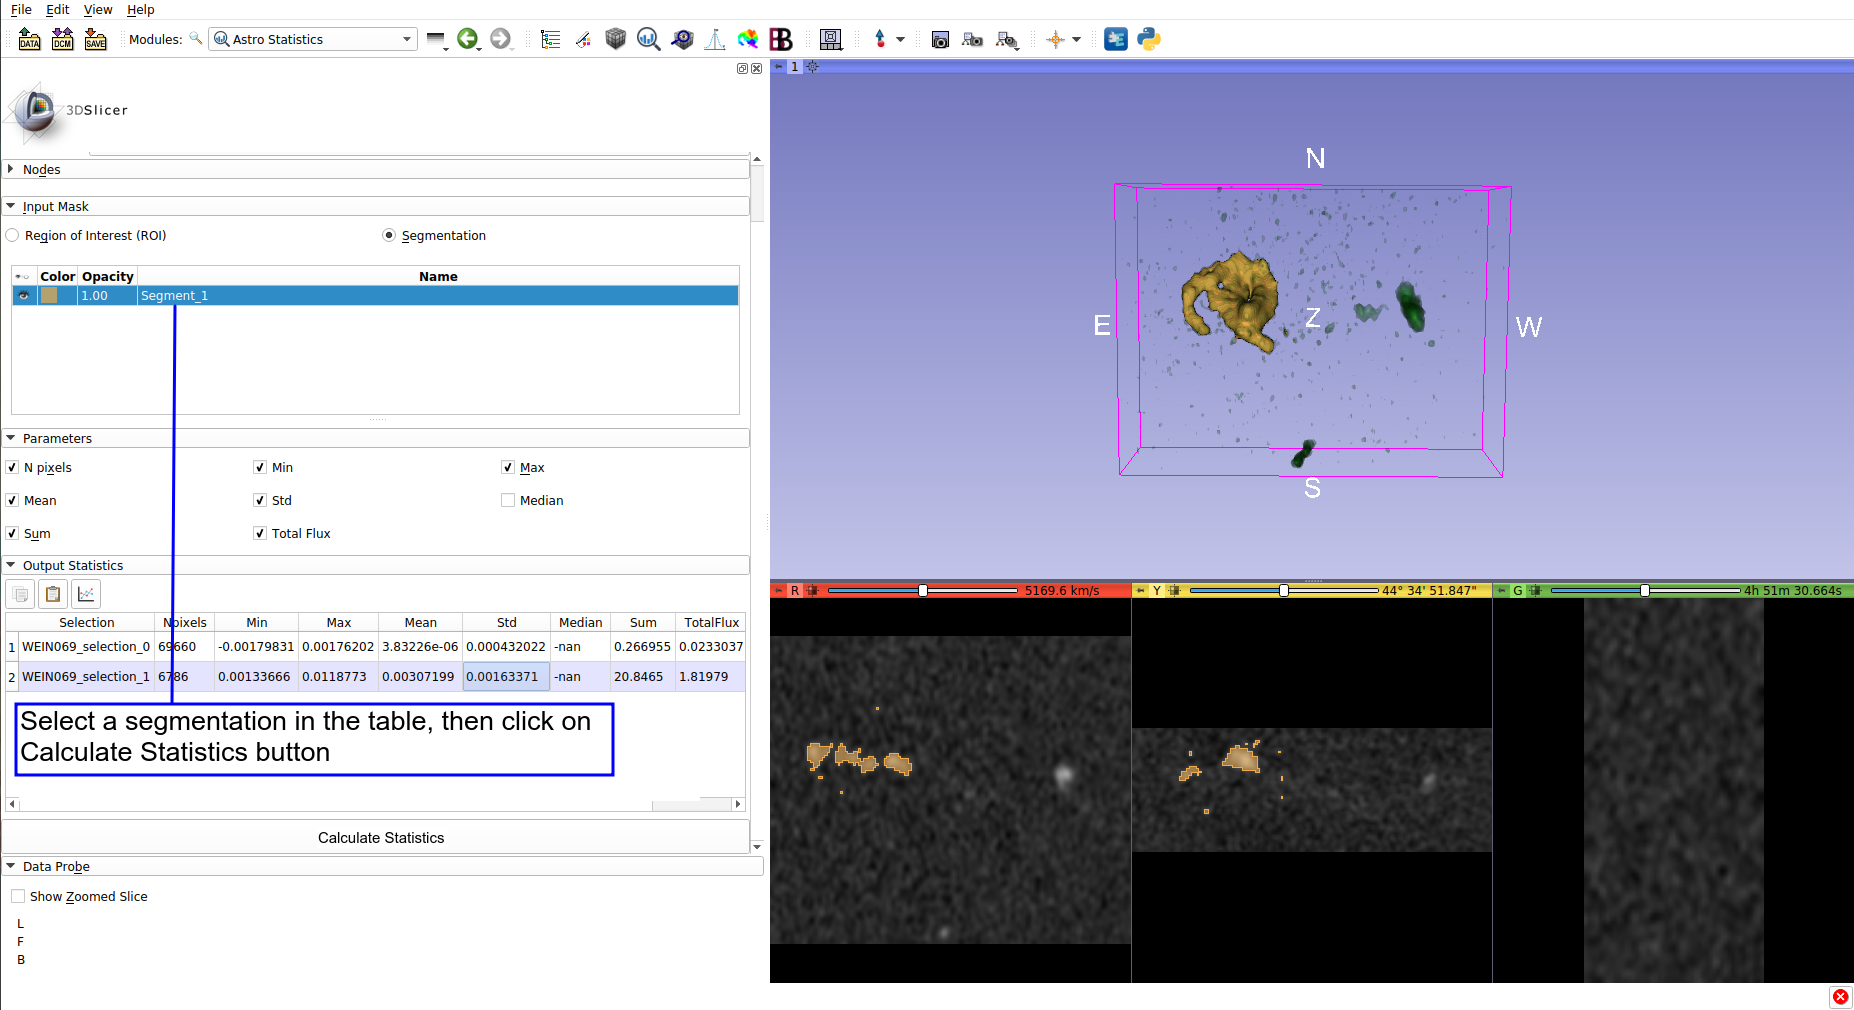 File Edit View Help
DATA DCM SAVE Modules: Astro Statistics
3DSlicer
Nodes
Input Mask
Region of Interest (ROI) Segmentation
Color Opacity Name
1.00 Segment_1
Parameters
N pixels Min Max
Mean Std Median
Sum Total Flux
Output Statistics
Selection Npixels Min Max Mean Std Median Sum TotalFlux
1 WEIN069_selection_0 69660 -0.00179831 0.00176202 3.83226e-06 0.000432022 -nan 0.266955 0.0233037
2 WEIN069_selection_1 6786 0.00133666 0.0118773 0.00307199 0.00163371 -nan 20.8465 1.81979
Select a segmentation in the table, then click on
Calculate Statistics button
Calculate Statistics
Data Probe
Show Zoomed Slice
L
F
B
1
N
E Z W
S
R 5169.6 km/s
Y 44° 34' 51.847"
G 4h 51m 30.664s